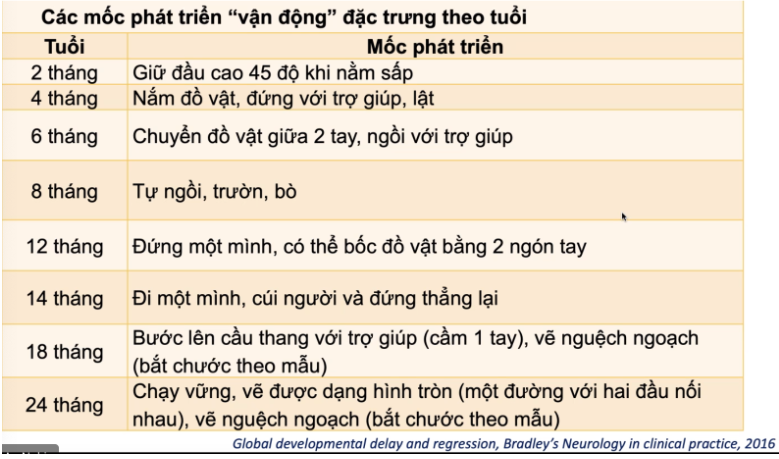 Các mốc phát triển “vận động” đặc trưng theo tuổi
Tuổi Mốc phát triển
2 tháng Giữ đầu cao 45 độ khi nằm sấp
4 tháng Nắm đồ vật, đứng với trợ giúp, lật
6 tháng Chuyển đồ vật giữa 2 tay, ngồi với trợ giúp
8 tháng Tự ngồi, trườn, bò
12 tháng Đứng một mình, có thể bốc đồ vật bằng 2 ngón tay
14 tháng Đi một mình, cúi người và đứng thẳng lại
18 tháng Bước lên cầu thang với trợ giúp (cầm 1 tay), vẽ nguệch ngoạch
(bắt chước theo mẫu)
24 tháng Chạy vững, vẽ được dạng hình tròn (một đường với hai đầu nối
nhau), vẽ nguệch ngoạch (bắt chước theo mẫu)
Global developmental delay and regression, Bradley’s Neurology in clinical practice, 2016